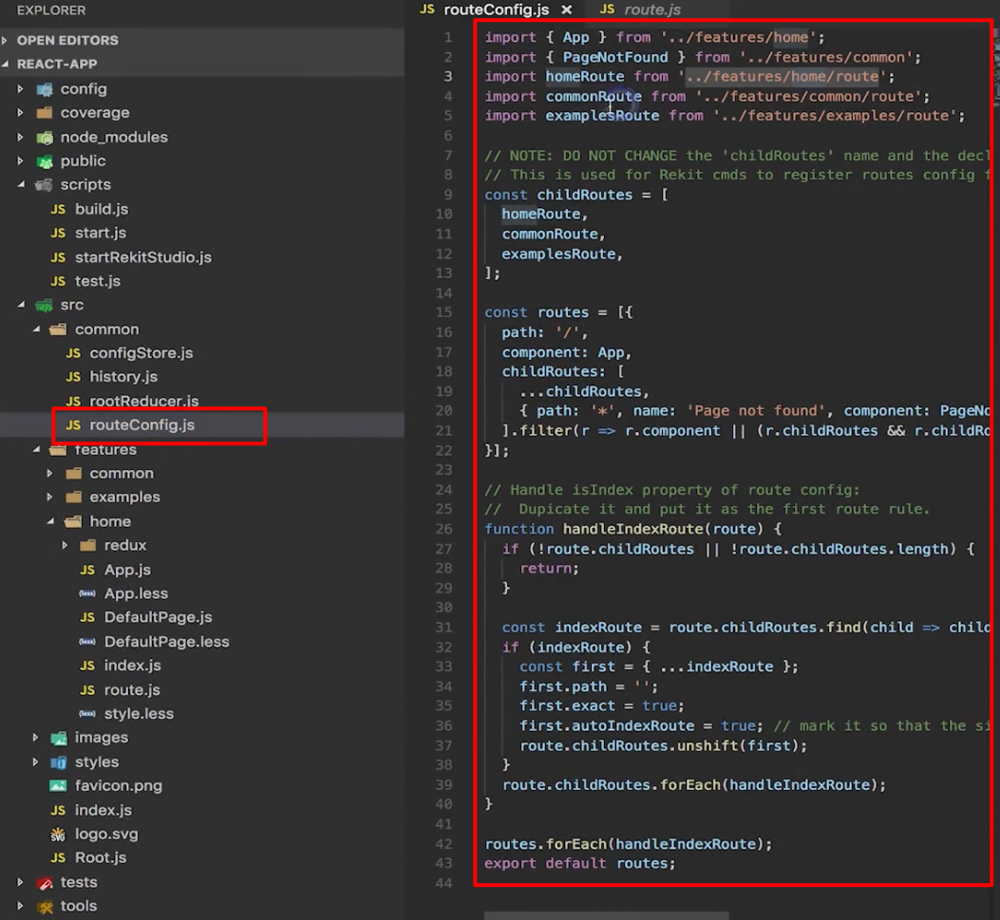 EXPLORER
OPEN EDITORS
REACT-APP
config
coverage
node_modules
public
scripts
JS build.js
JS start.js
JS startRekitStudio.js
JS test.js
src
common
JS configStore.js
JS history.js
JS rootReducer.js
JS routeConfig.js
features
common
examples
home
redux
JS App.js
{less} App.less
JS DefaultPage.js
{less} DefaultPage.less
JS index.js
JS route.js
{less} style.less
images
styles
favicon.png
JS index.js
SVG logo.svg
JS Root.js
tests
tools
JS routeConfig.js × JS route.js
1 import { App } from '../features/home';
2 import { PageNotFound } from '../features/common';
3 import homeRoute from '../features/home/route';
4 import commonRoute from '../features/common/route';
5 import examplesRoute from '../features/examples/route';
6
7 // NOTE: DO NOT CHANGE the 'childRoutes' name and the decl
8 // This is used for Rekit cmds to register routes config f
9 const childRoutes = [
10 homeRoute,
11 commonRoute,
12 examplesRoute,
13 ];
14
15 const routes = [{
16 path: '/',
17 component: App,
18 childRoutes: [
19 ...childRoutes,
20 { path: '*', name: 'Page not found', component: PageNo
21 ].filter(r => r.component || (r.childRoutes && r.childRo
22 }];
23
24 // Handle isIndex property of route config:
25 // Dupicate it and put it as the first route rule.
26 function handleIndexRoute(route) {
27 if (!route.childRoutes || !route.childRoutes.length) {
28 return;
29 }
30
31 const indexRoute = route.childRoutes.find(child => child
32 if (indexRoute) {
33 const first = { ...indexRoute };
34 first.path = '';
35 first.exact = true;
36 first.autoIndexRoute = true; // mark it so that the si
37 route.childRoutes.unshift(first);
38 }
39 route.childRoutes.forEach(handleIndexRoute);
40 }
41
42 routes.forEach(handleIndexRoute);
43 export default routes;
44